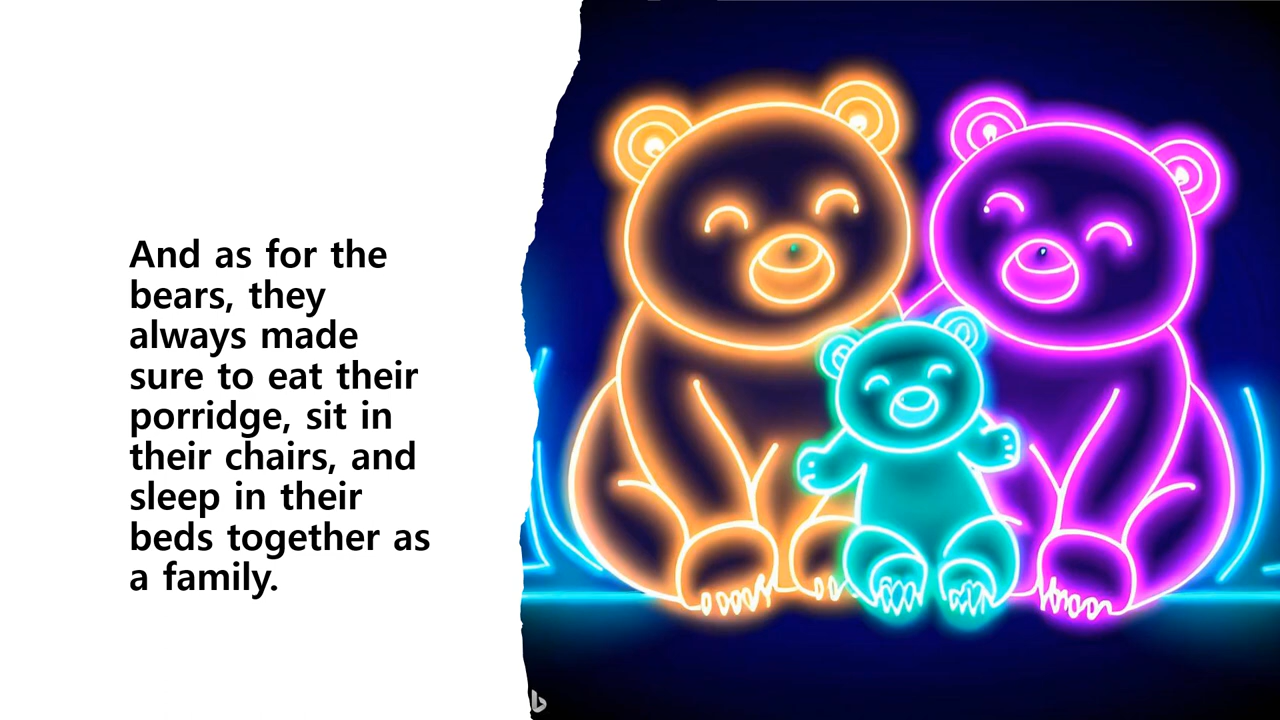 And as for the
bears, they
always made
sure to eat their
porridge, sit in
their chairs, and
sleep in their
beds together as
a family.